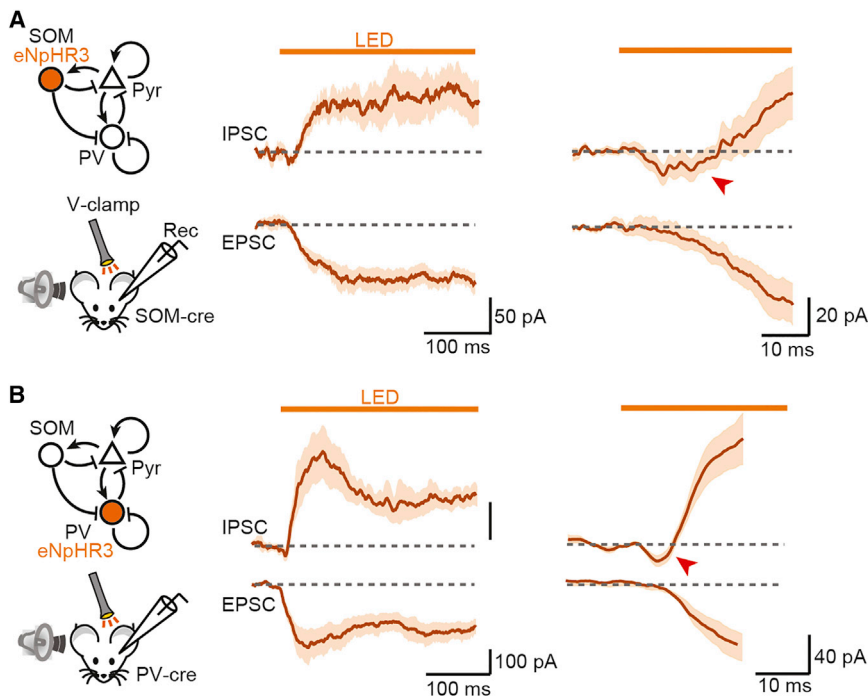 A
SOM
eNpHR3
Pyr
PV
V-clamp
Rec
SOM-cre
LED
IPSC
EPSC
50 pA
100 ms
20 pA
10 ms
B
SOM
Pyr
PV
eNpHR3
PV-cre
LED
IPSC
EPSC
100 pA
100 ms
40 pA
10 ms